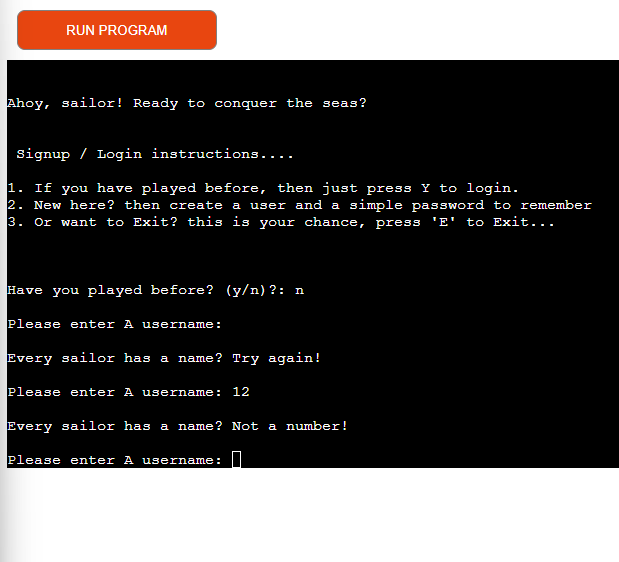 RUN PROGRAM
Ahoy, sailor! Ready to conquer the seas?
Signup / Login instructions....
1. If you have played before, then just press Y to login.
2. New here? then create a user and a simple password to remember
3. Or want to Exit? this is your chance, press 'E' to Exit...
Have you played before? (y/n)?: n
Please enter A username:
Every sailor has a name? Try again!
Please enter A username: 12
Every sailor has a name? Not a number!
Please enter A username: